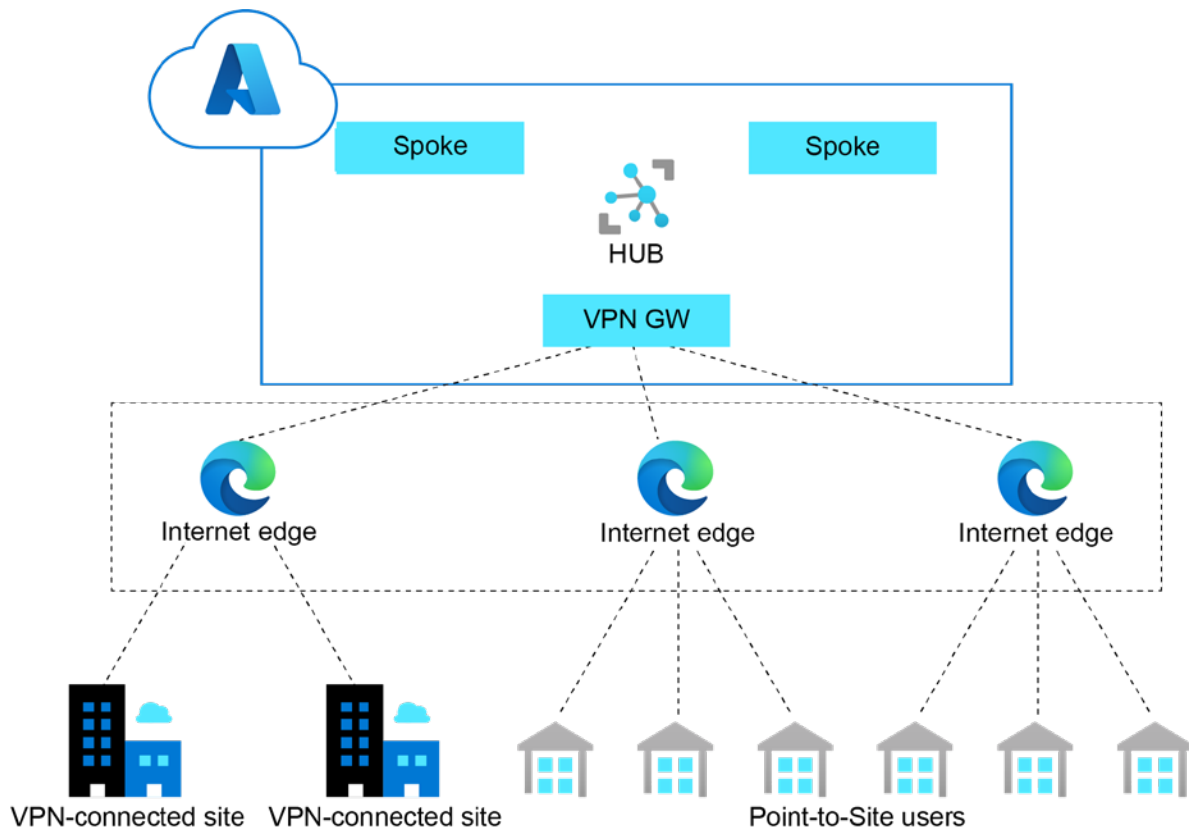 Spoke
Spoke
HUB
VPN GW
Internet edge
Internet edge
Internet edge
VPN-connected site
VPN-connected site
Point-to-Site users